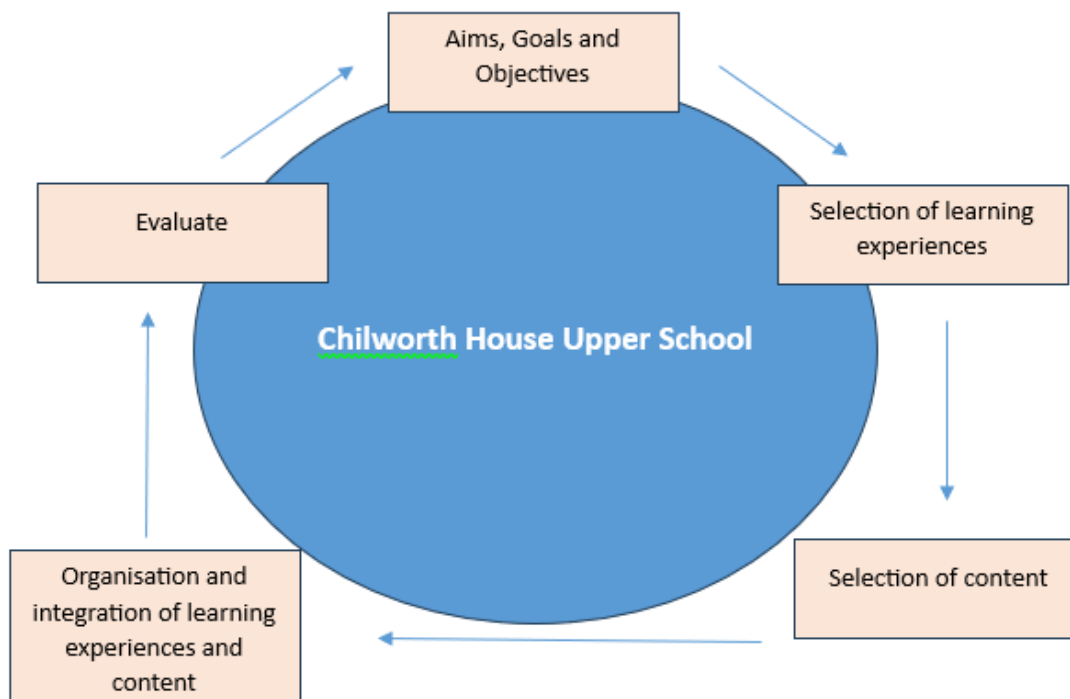 Aims, Goals and
Objectives
Evaluate
Selection of learning
experiences
Chilworth House Upper School
Organisation and
integration of learning
experiences and
content
Selection of content